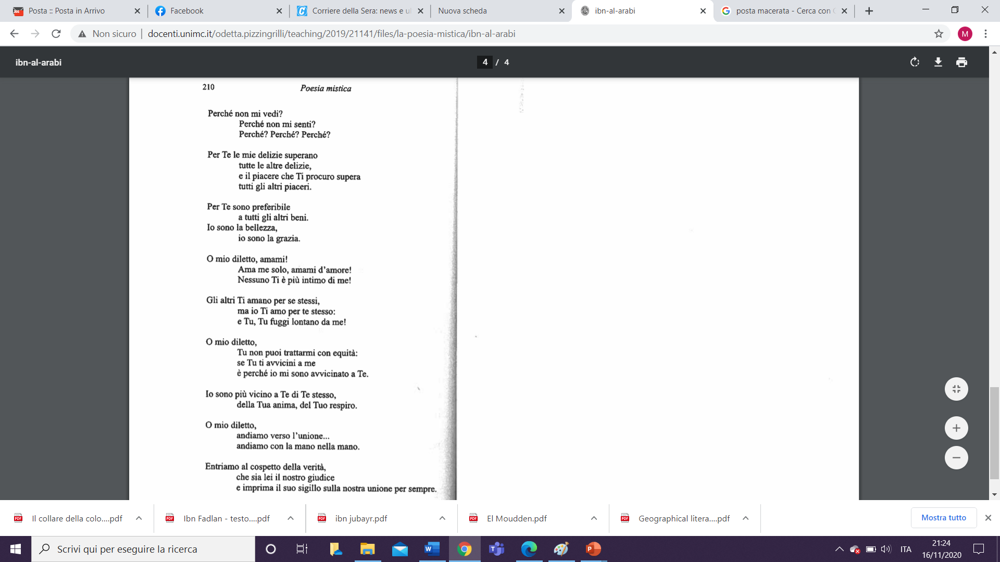 Posta :: Posta in Arrivo
Facebook
Corriere della Sera: news e ul
Nuova scheda
ibn-al-arabi
posta macerata - Cerca con G
Non sicuro
docenti.unimc.it/odetta.pizzingrilli/teaching/2019/21141/files/la-poesia-mistica/ibn-al-arabi
M
ibn-al-arabi
4 / 4
210
Poesia mistica
Perché non mi vedi?
Perché non mi senti?
Perché? Perché? Perché?
Per Te le mie delizie superano
tutte le altre delizie,
e il piacere che Ti procuro supera
tutti gli altri piaceri.
Per Te sono preferibile
a tutti gli altri beni.
Io sono la bellezza,
io sono la grazia.
O mio diletto, amami!
Ama me solo, amami d'amore!
Nessuno Ti è più intimo di me!
Gli altri Ti amano per se stessi,
ma io Ti amo per te stesso:
e Tu, Tu fuggi lontano da me!
O mio diletto,
Tu non puoi trattarmi con equità:
se Tu ti avvicini a me
è perché io mi sono avvicinato a Te.
Io sono più vicino a Te di Te stesso,
della Tua anima, del Tuo respiro.
O mio diletto,
andiamo verso l'unione...
andiamo con la mano nella mano.
Entriamo al cospetto della verità,
che sia lei il nostro giudice
e imprima il suo sigillo sulla nostra unione per sempre.
Il collare della colo....pdf
Ibn Fadlan - testo....pdf
ibn jubayr.pdf
El Moudden.pdf
Geographical litera....pdf
Mostra tutto
Scrivi qui per eseguire la ricerca
ITA
21:24
16/11/2020